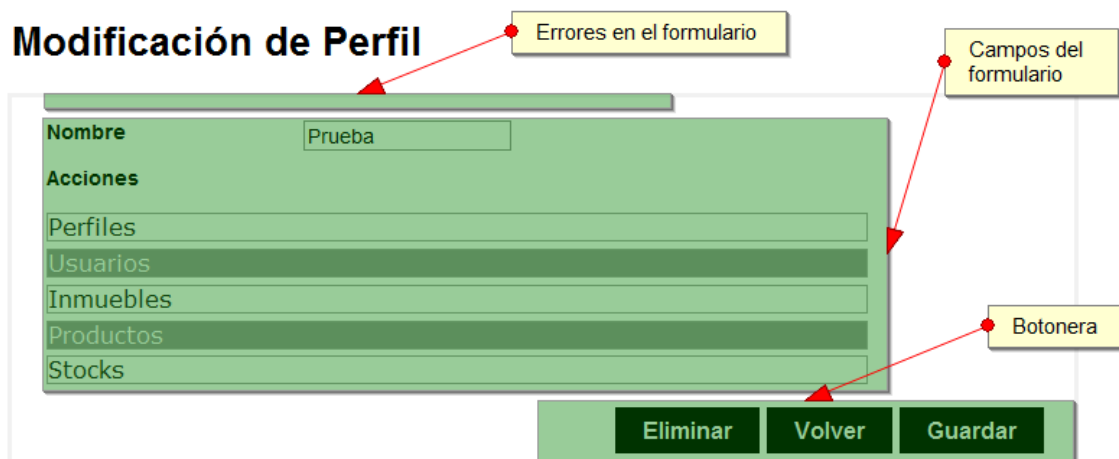 Modificación de Perfil
Errores en el formulario
Campos del
formulario
Nombre
Prueba
Acciones
Perfiles
Usuarios
Inmuebles
Productos
Stocks
Botonera
Eliminar
Volver
Guardar